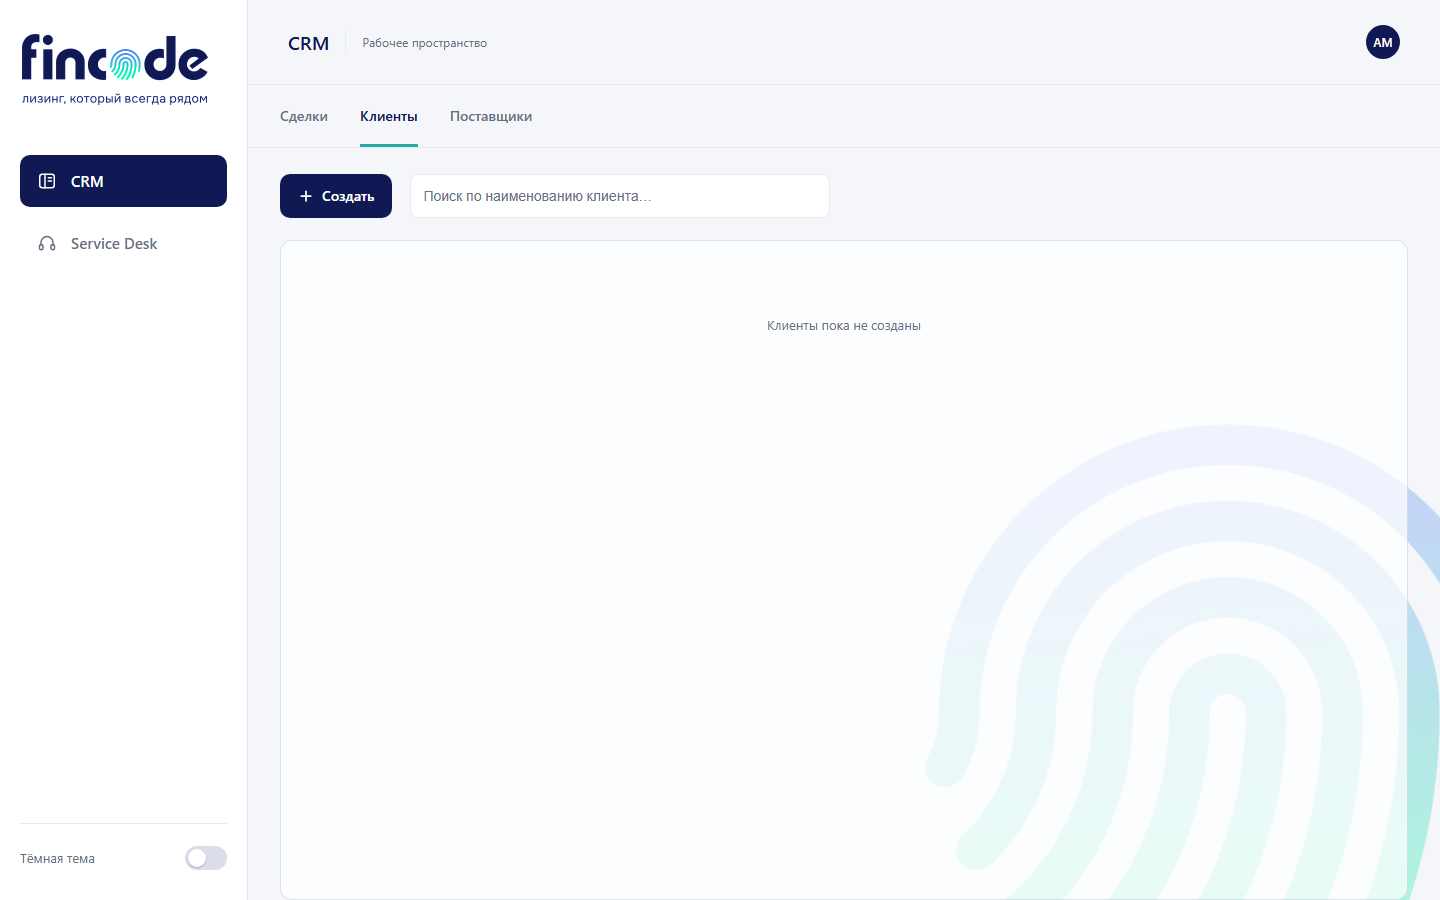 fincode
лизинг, который всегда рядом
CRM
Service Desk
Тёмная тема
CRM
Рабочее пространство
AM
Сделки
Клиенты
Поставщики
+ Создать
Поиск по наименованию клиента...
Клиенты пока не созданы